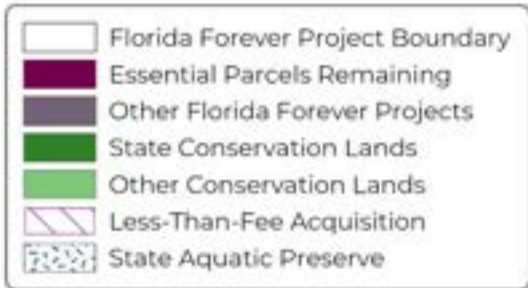 Florida Forever Project Boundary
Essential Parcels Remaining
Other Florida Forever Projects
State Conservation Lands
Other Conservation Lands
Less-Than-Fee Acquisition
State Aquatic Preserve